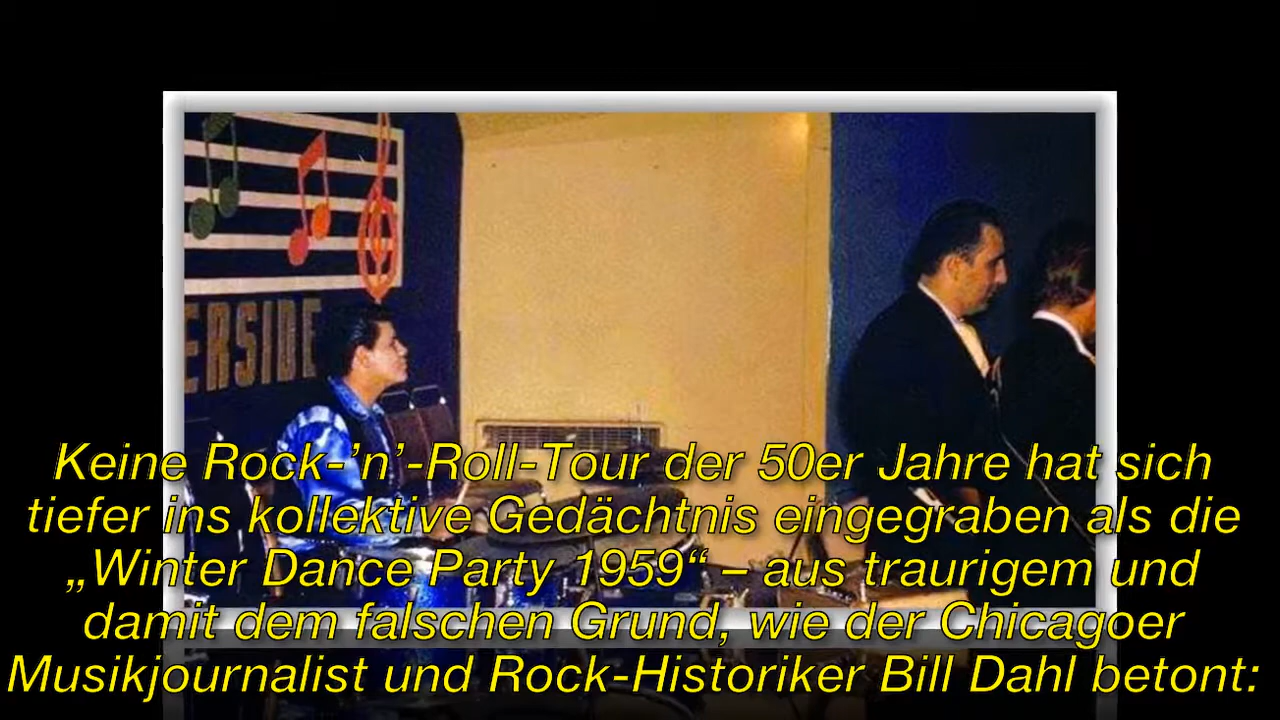 ERSIDE
Keine Rock-’n’-Roll-Tour der 50er Jahre hat sich
tiefer ins kollektive Gedächtnis eingegraben als die
„Winter Dance Party 1959“ – aus traurigem und
damit dem falschen Grund, wie der Chicagoer
Musikjournalist und Rock-Historiker Bill Dahl betont: